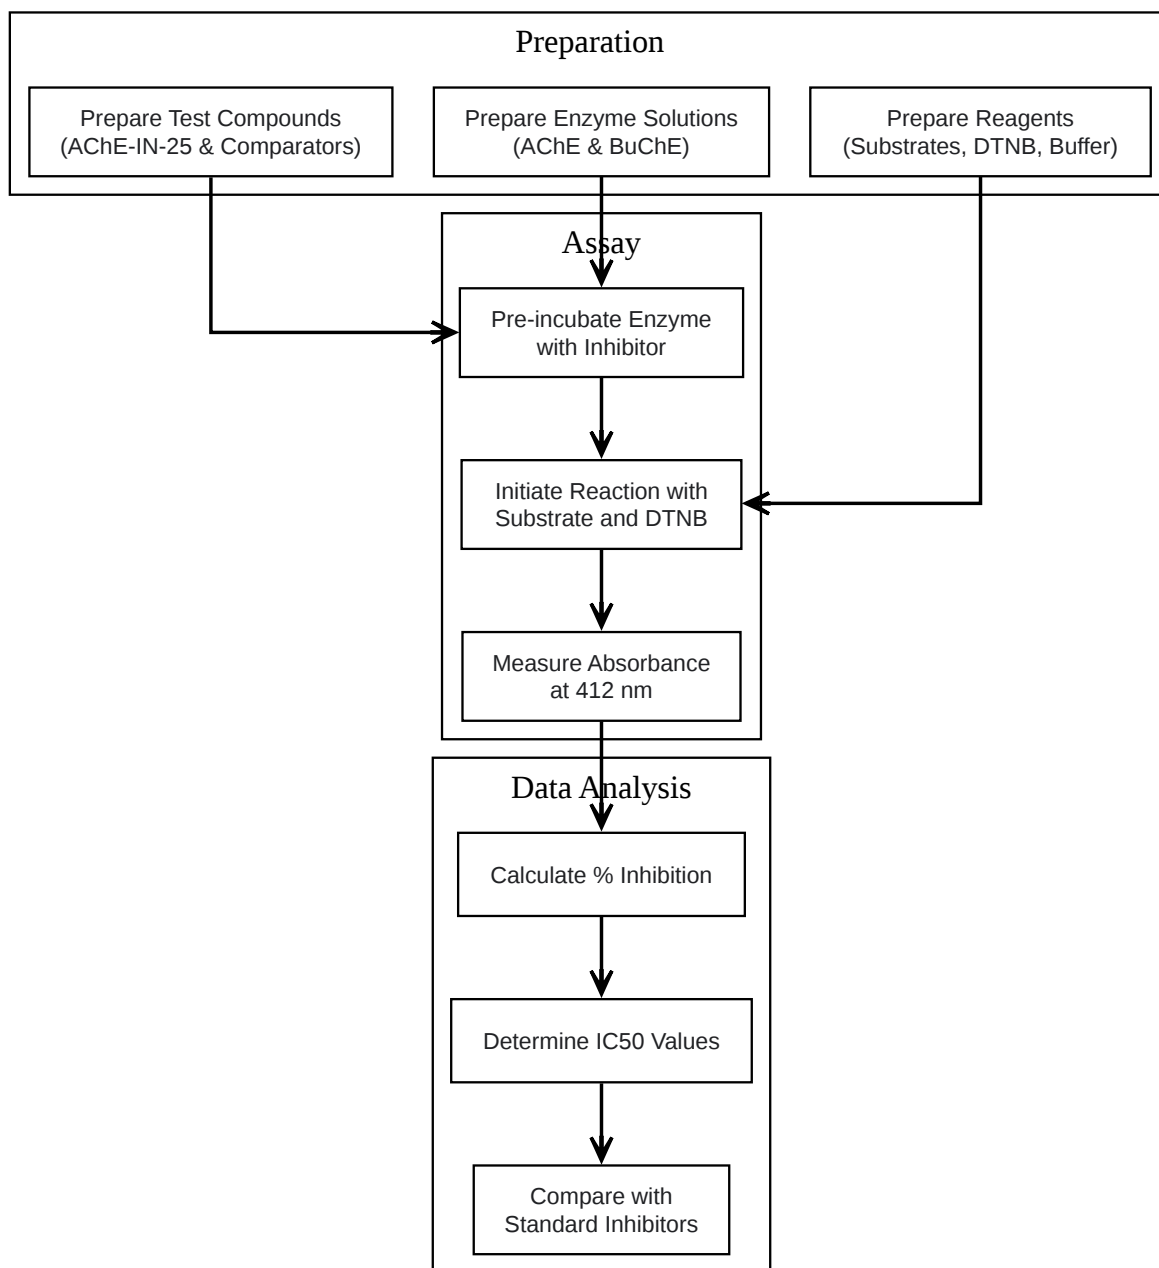 Preparation
Prepare Test Compounds
(AChE-IN-25 & Comparators)
Prepare Enzyme Solutions
(AChE & BuChE)
Prepare Reagents
(Substrates, DTNB, Buffer)
Assay
Pre-incubate Enzyme
with Inhibitor
Initiate Reaction with
Substrate and DTNB
Measure Absorbance
at 412 nm
Data Analysis
Calculate % Inhibition
Determine IC50 Values
Compare with
Standard Inhibitors